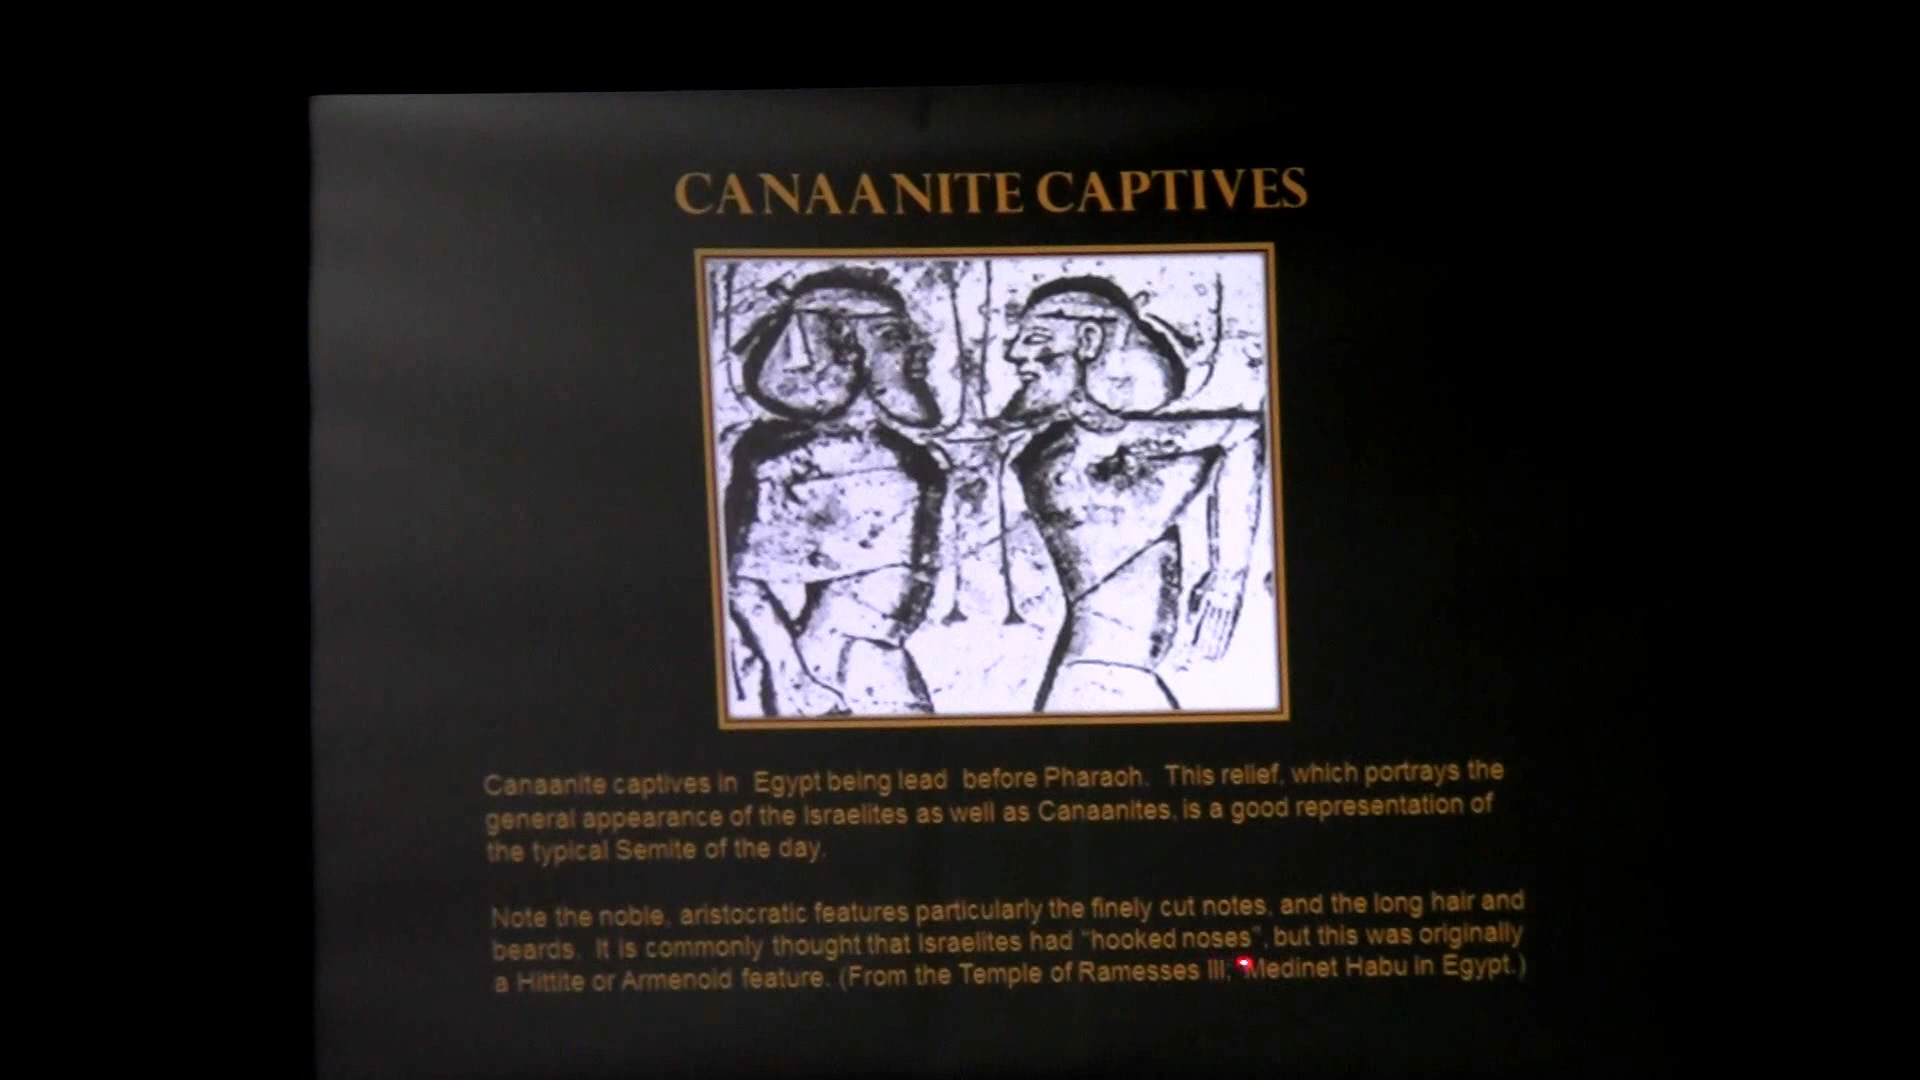 CANAANITE CAPTIVES
Canaanite captives in Egypt being lead before Pharaoh. This relief, which portrays the
general appearance of the Israelites as well as Canaanites, is a good representation of
the typical Semite of the day.
Note the noble, aristocratic features particularly the finely cut notes, and the long hair and
beards. It is commonly thought that Israelites had "hooked noses", but this was originally
a Hittite or Armenoid feature. (From the Temple of Ramesses III, Medinet Habu in Egypt.)